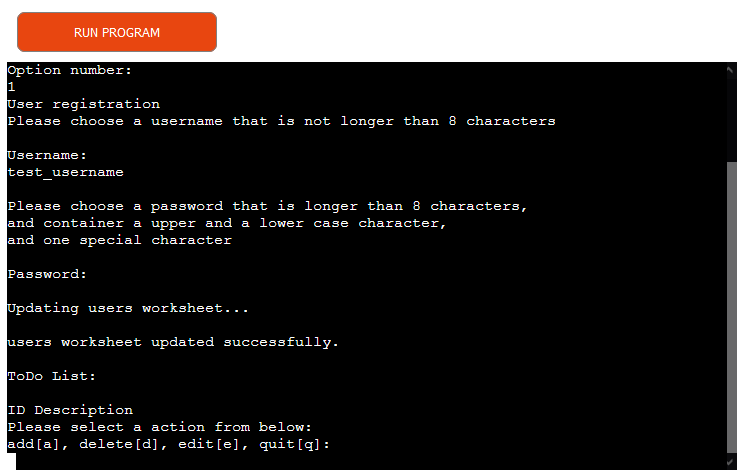 RUN PROGRAM
Option number:
1
User registration
Please choose a username that is not longer than 8 characters
Username:
test_username
Please choose a password that is longer than 8 characters,
and container a upper and a lower case character,
and one special character
Password:
Updating users worksheet...
users worksheet updated successfully.
ToDo List:
ID Description
Please select a action from below:
add[a], delete[d], edit[e], quit[q]: